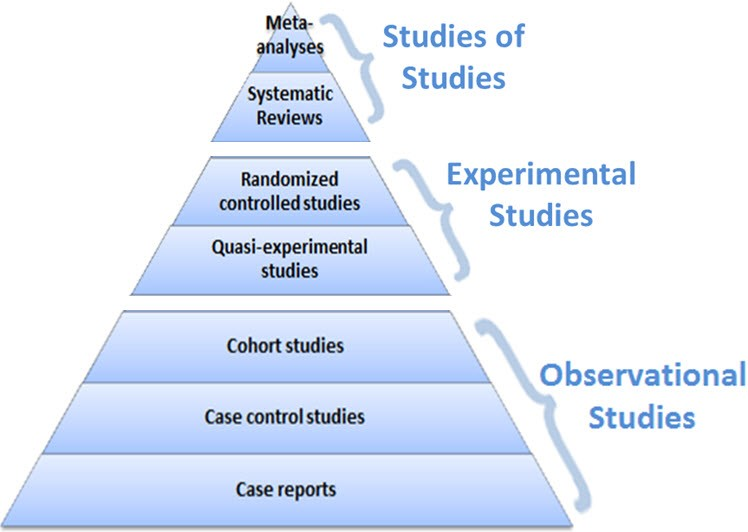 Meta-
analyses
Studies of
Studies
Systematic
Reviews
Randomized
controlled studies
Experimental
Studies
Quasi-experimental
studies
Cohort studies
Observational
Studies
Case control studies
Case reports